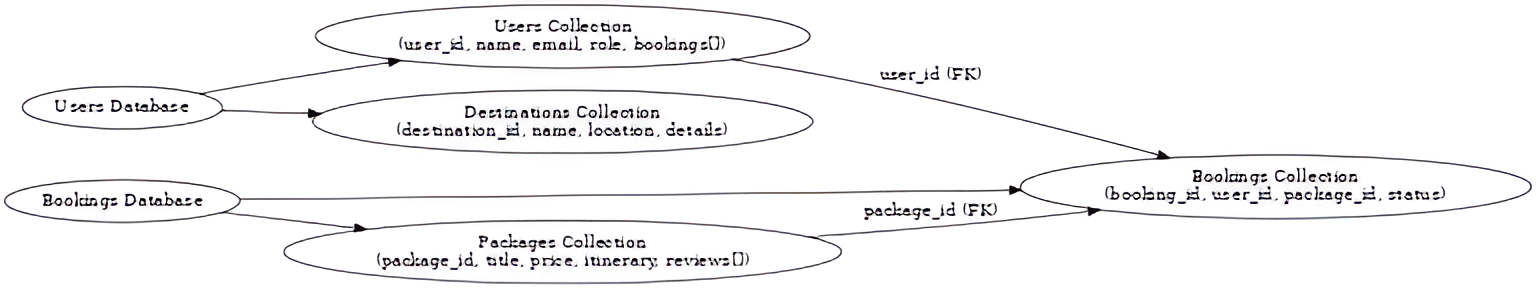 Users Collection
(user_id, name, email, role, bookings[])
user_id (FK)
Users Database
Destinations Collection
(destination_id, name, location, details)
Bookings Collection
(booking_id, user_id, package_id, status)
Bookings Database
package_id (FK)
Packages Collection
(package_id, title, price, itinerary, reviews[])